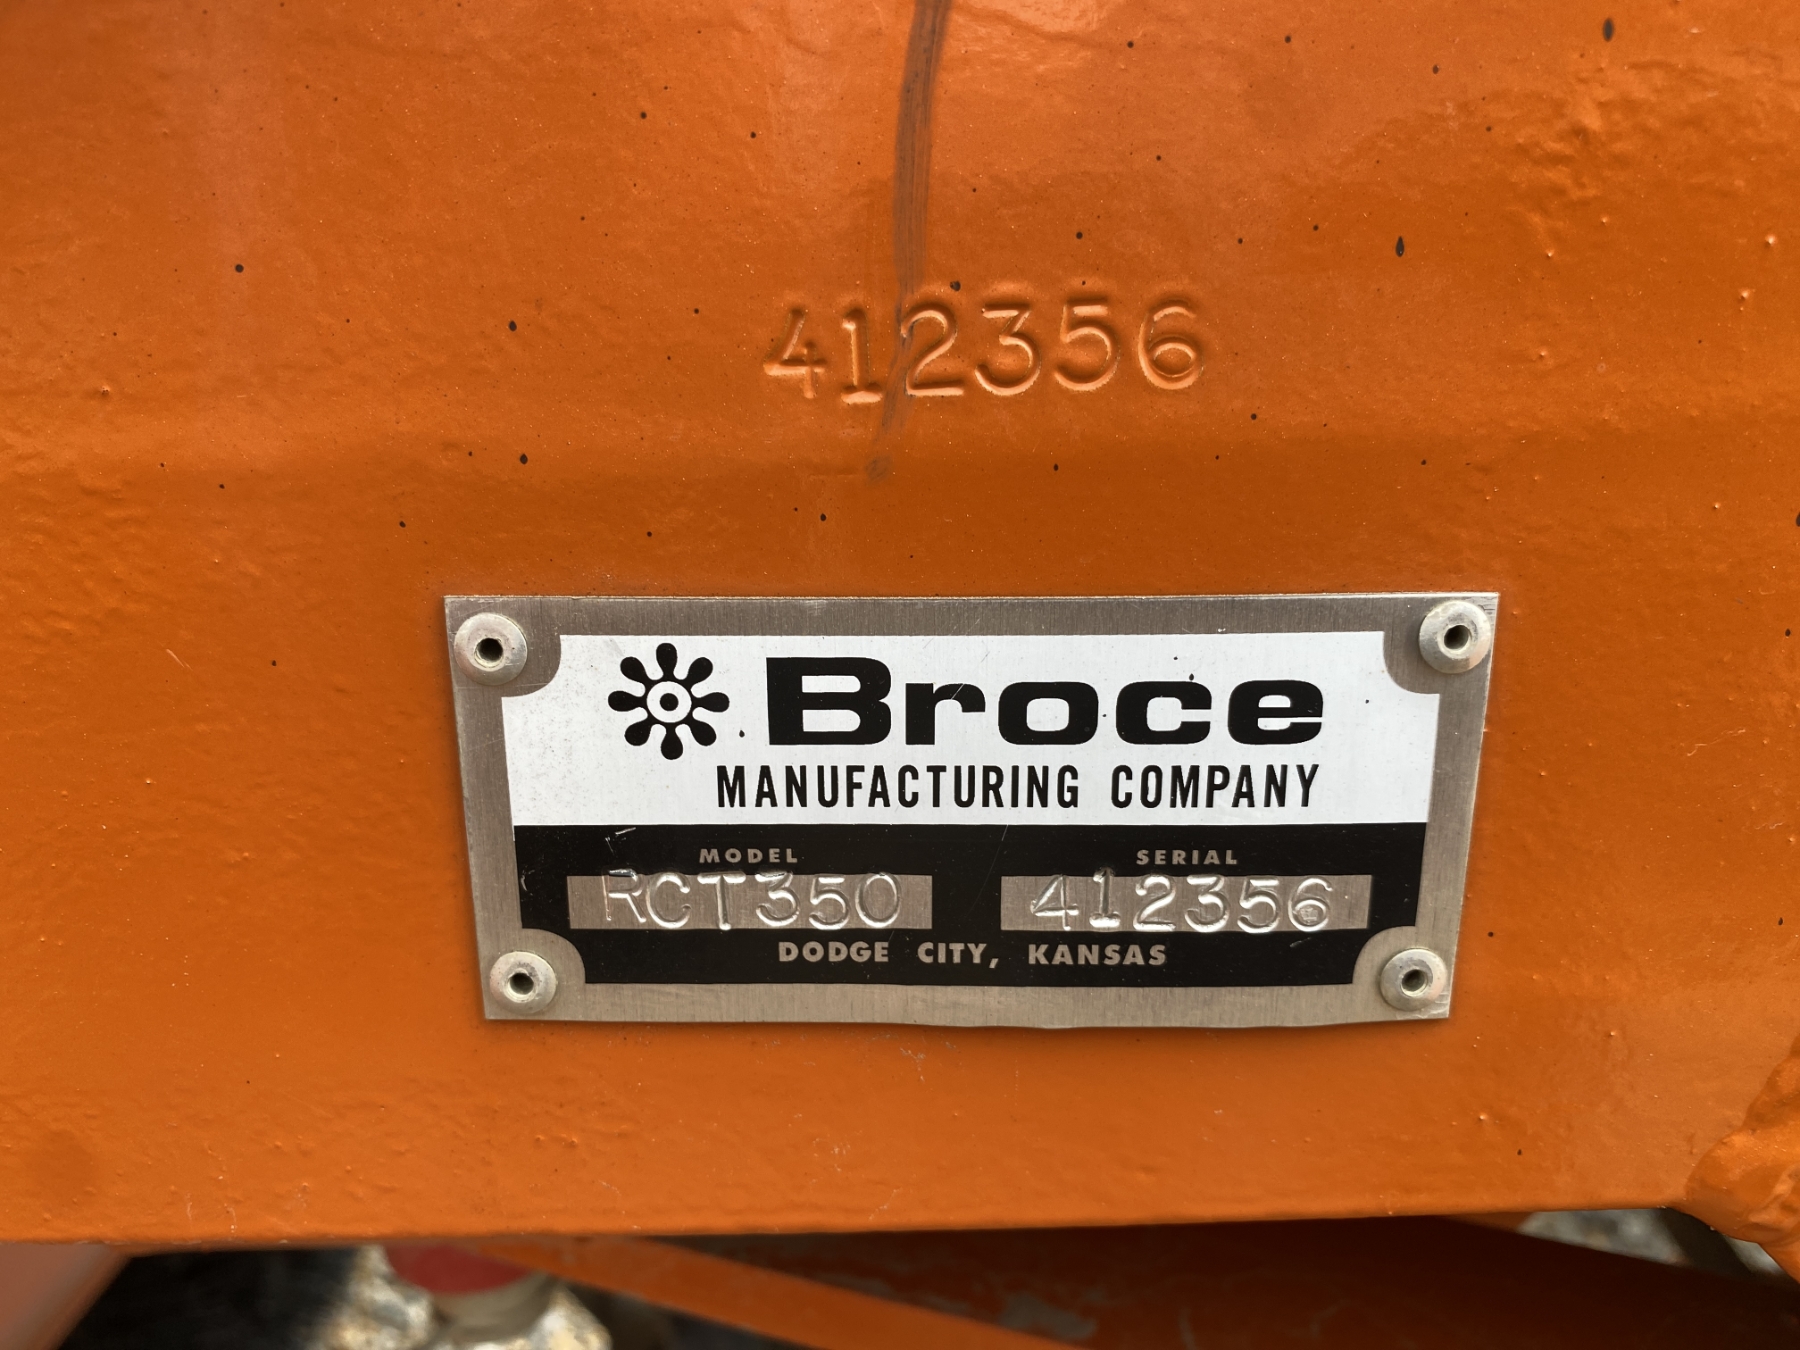 412356
Broce
MANUFACTURING COMPANY
MODEL SERIAL
RCT350 412356
DODGE CITY, KANSAS